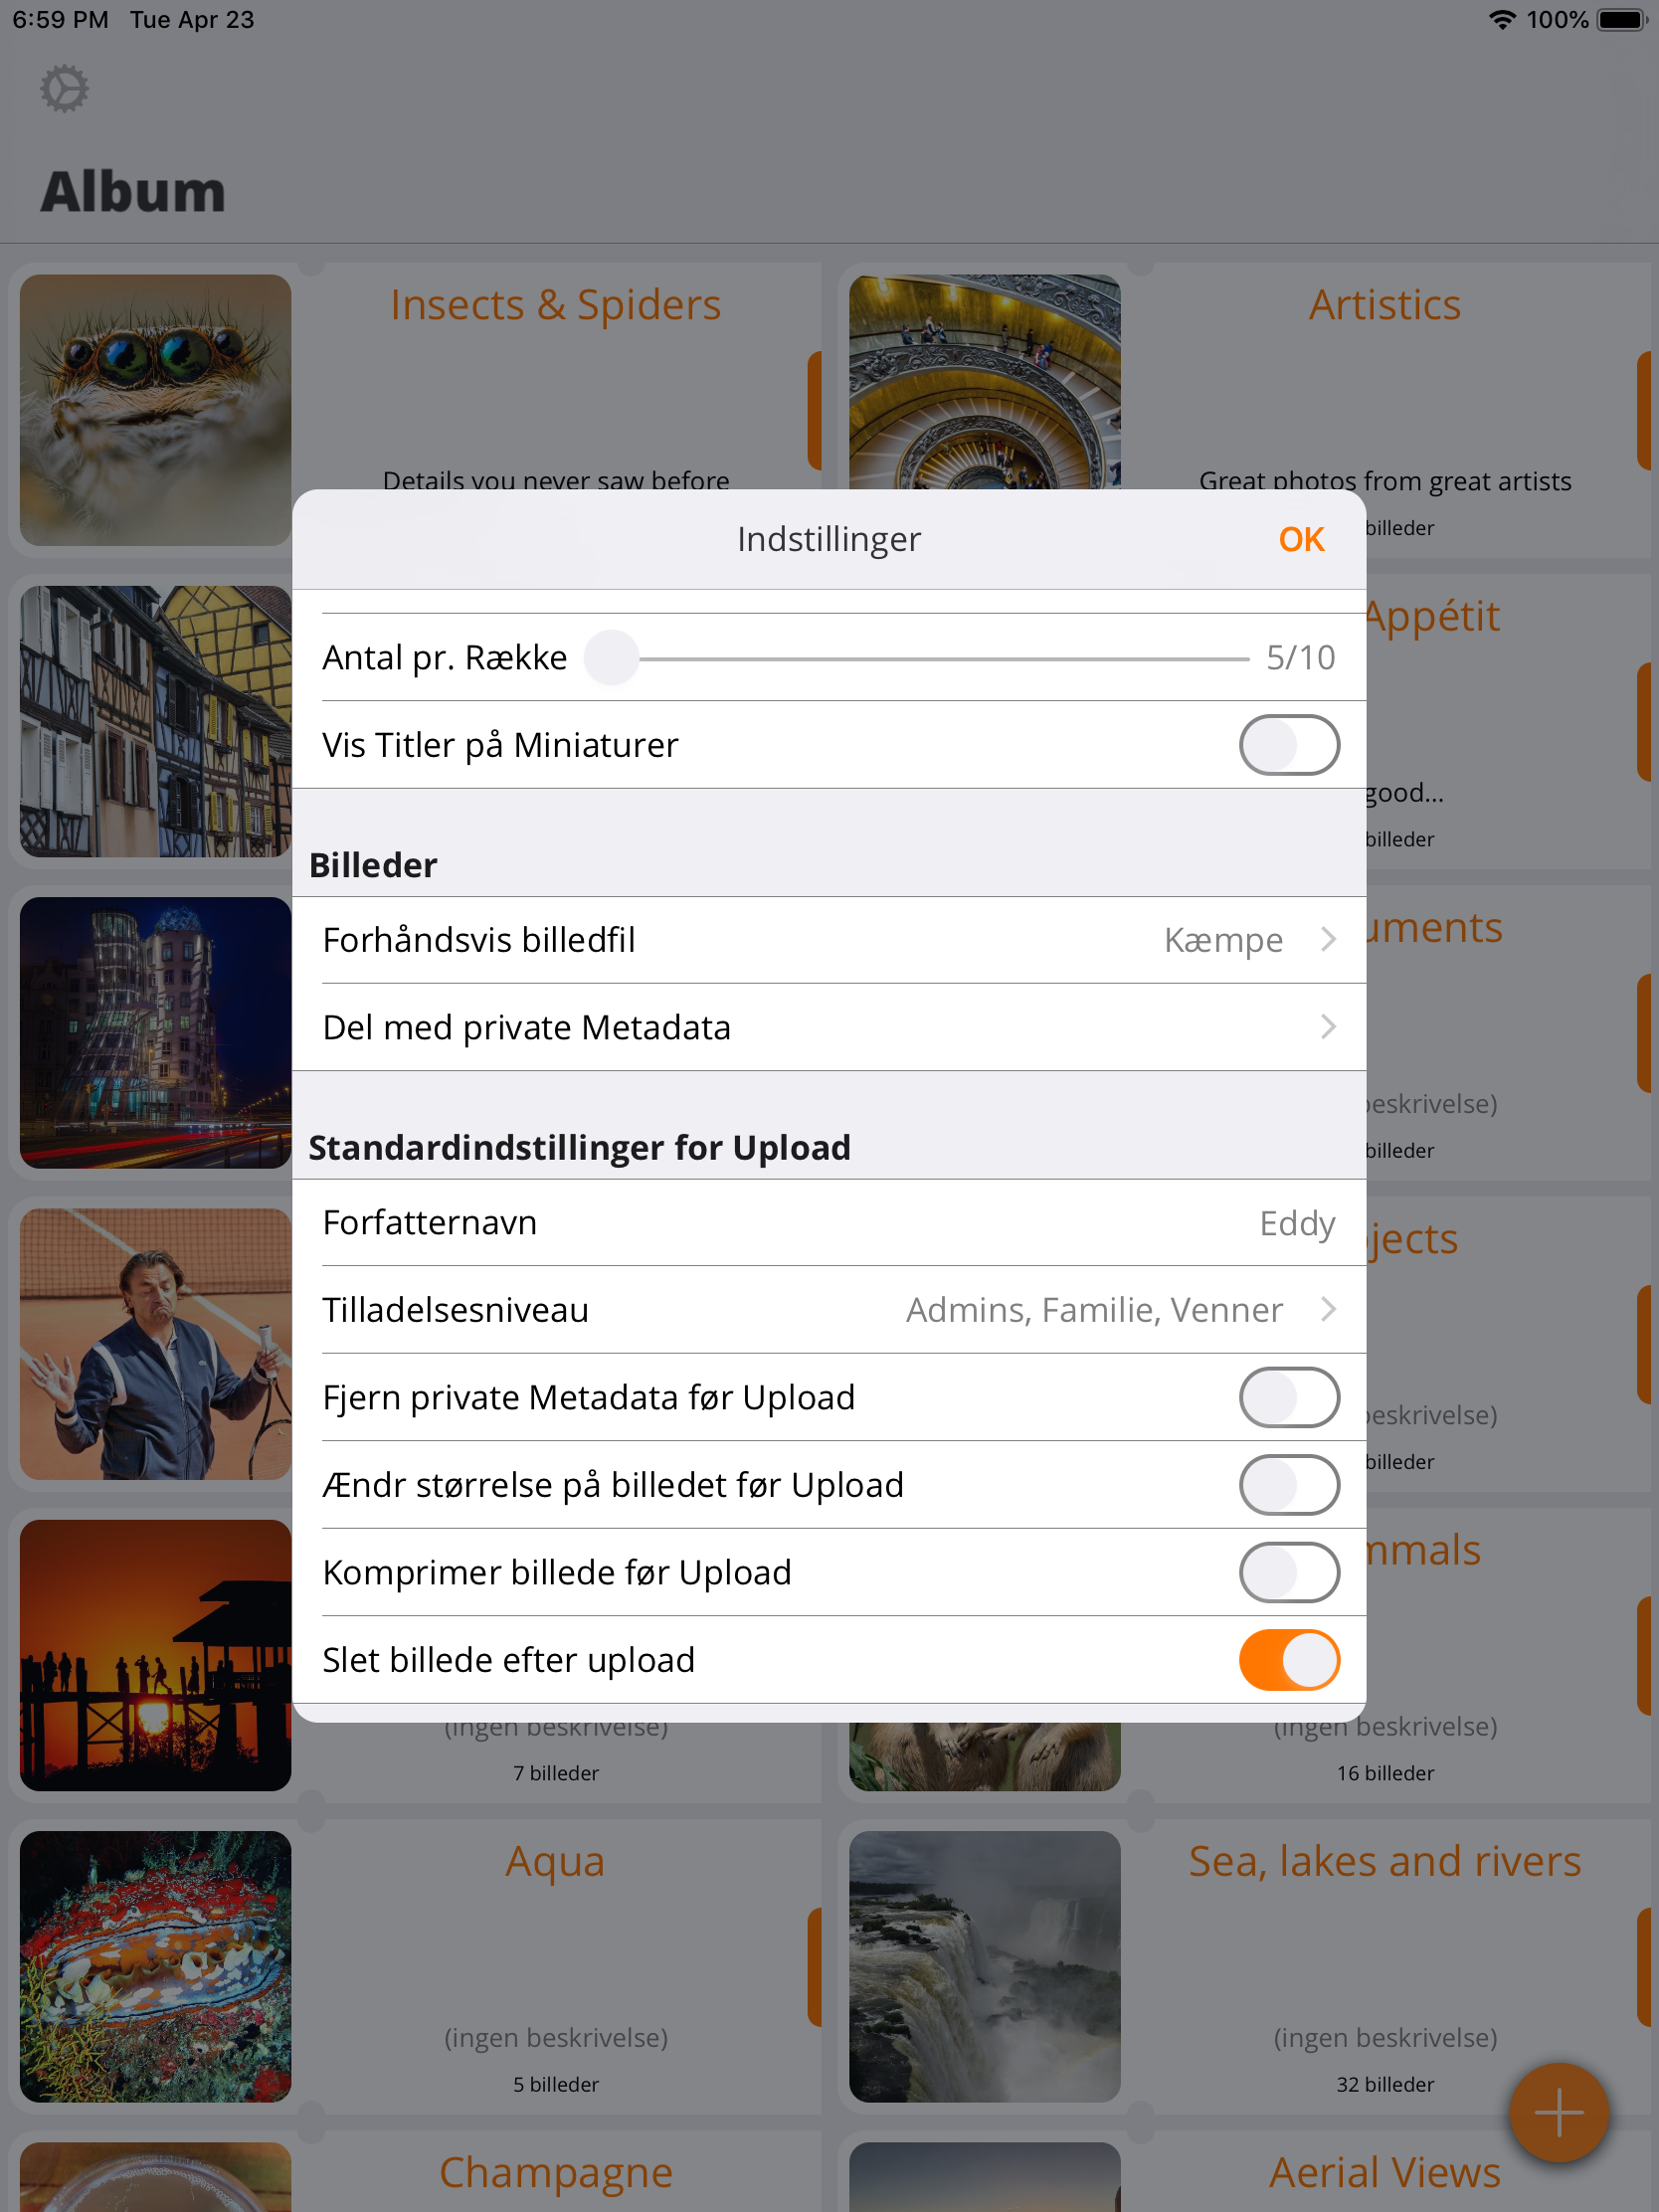 6:59 PM Tue Apr 23
100%
Album
Insects & Spiders
Details you never saw before
Artistics
Great photos from great artists
billeder
Appétit
good...
billeder
billeder
billeder
Indstillinger
OK
Antal pr. Række
5/10
Vis Titler på Miniaturer
Billeder
Forhåndsvis billedfil
Kæmpe
Del med private Metadata
Standardindstillinger for Upload
Forfatternavn
Eddy
Tilladelsesniveau
Admins, Familie, Venner
Fjern private Metadata før Upload
Ændr størrelse på billedet før Upload
Komprimer billede før Upload
Slet billede efter upload
(ingen beskrivelse)
7 billeder
(ingen beskrivelse)
16 billeder
Aqua
(ingen beskrivelse)
5 billeder
Sea, lakes and rivers
(ingen beskrivelse)
32 billeder
Champagne
Aerial Views